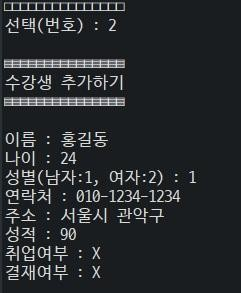 선택(번호) : 2
수강생 추가하기
이름 : 홍길동
나이 : 24
성별(남자:1, 여자:2) : 1
연락처 : 010-1234-1234
주소 : 서울시 관악구
성적 : 90
취업여부 : X
결재여부 : X